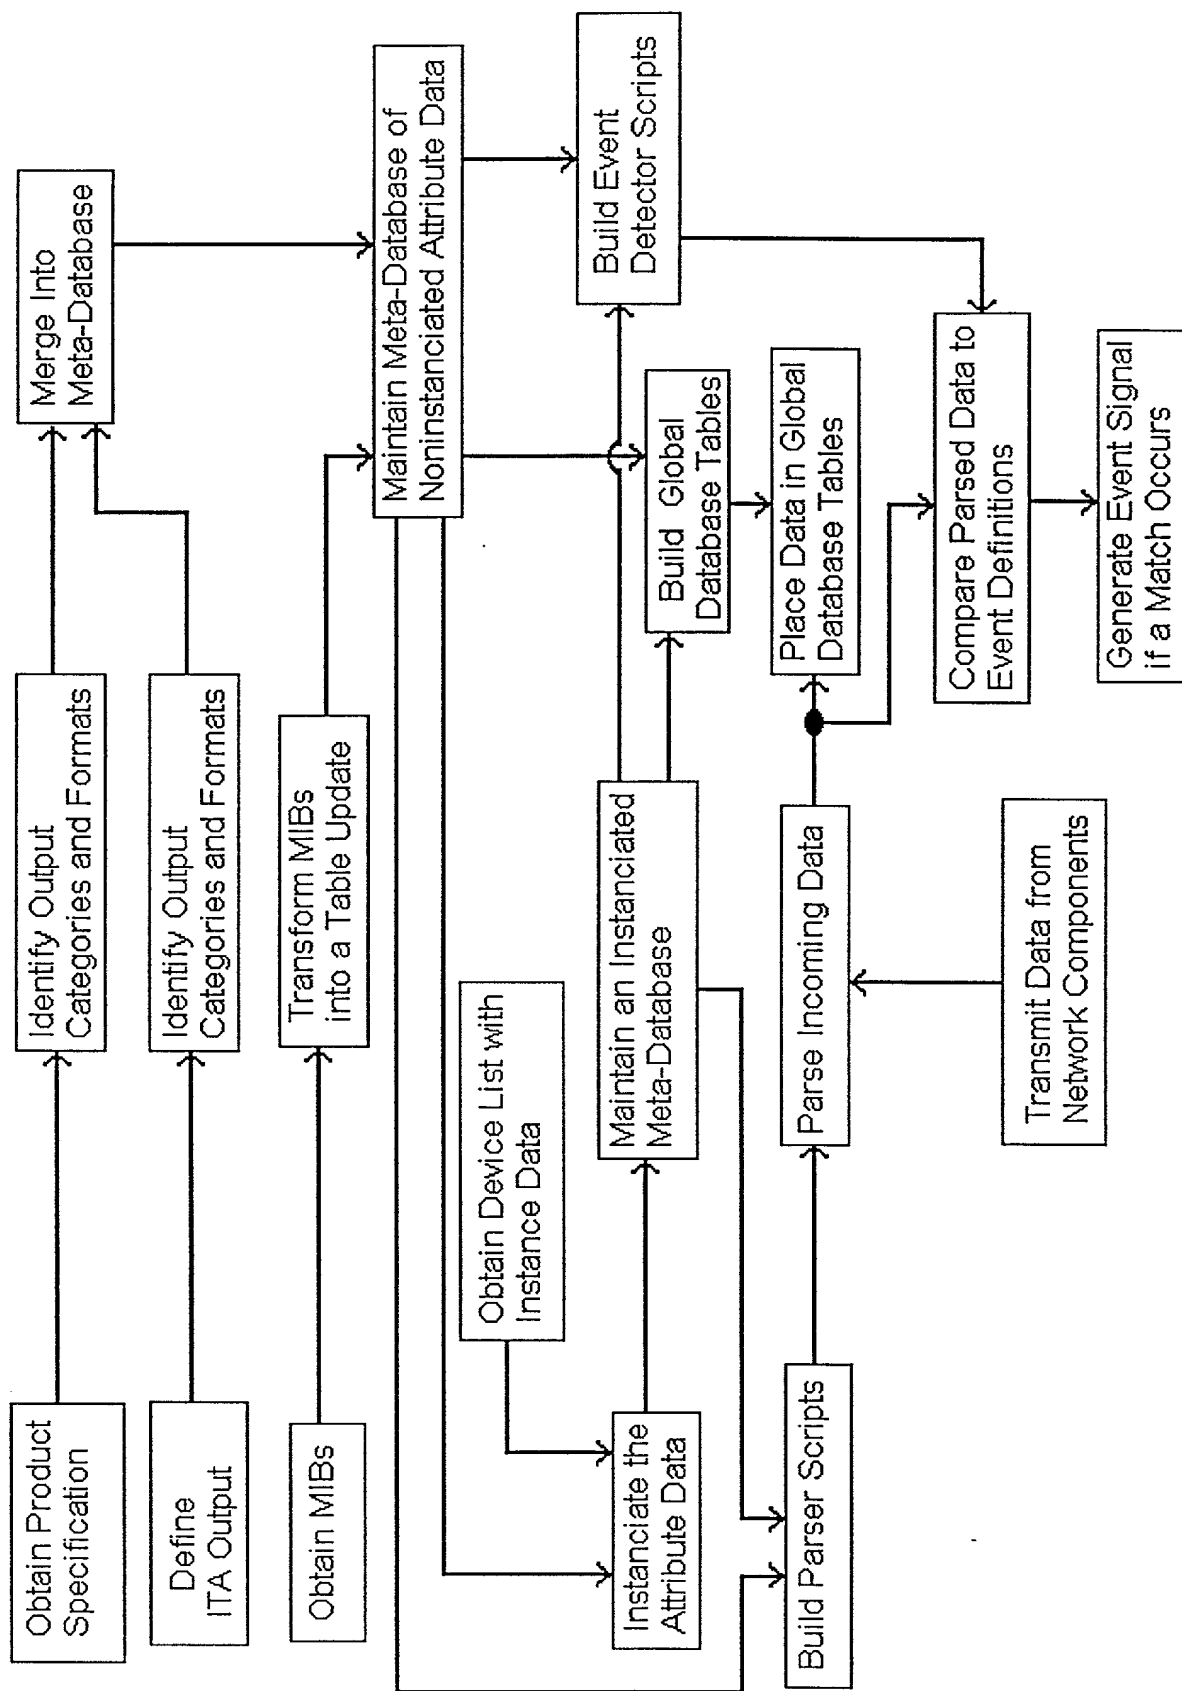 Obtain Product
Specification
Identify Output
Categories and Formats
Merge Into
Meta-Database
Define
ITA Output
Identify Output
Categories and Formats
Obtain MIBs
Transform MIBs
into a Table Update
Maintain Meta-Database of
Noninstanciated Attribute Data
Obtain Device List with
Instance Data
Instanciate the
Attribute Data
Maintain an Instanciated
Meta-Database
Build Event
Detector Scripts
Build Global
Database Tables
Build Parser Scripts
Parse Incoming Data
Place Data in Global
Database Tables
Transmit Data from
Network Components
Compare Parsed Data to
Event Definitions
Generate Event Signal
if a Match Occurs